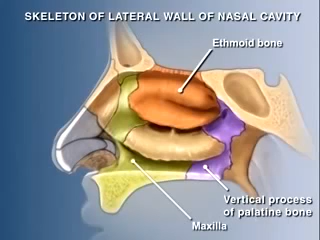 SKELETON OF LATERAL WALL OF NASAL CAVITY
Ethmoid bone
Vertical process
of palatine bone
Maxilla